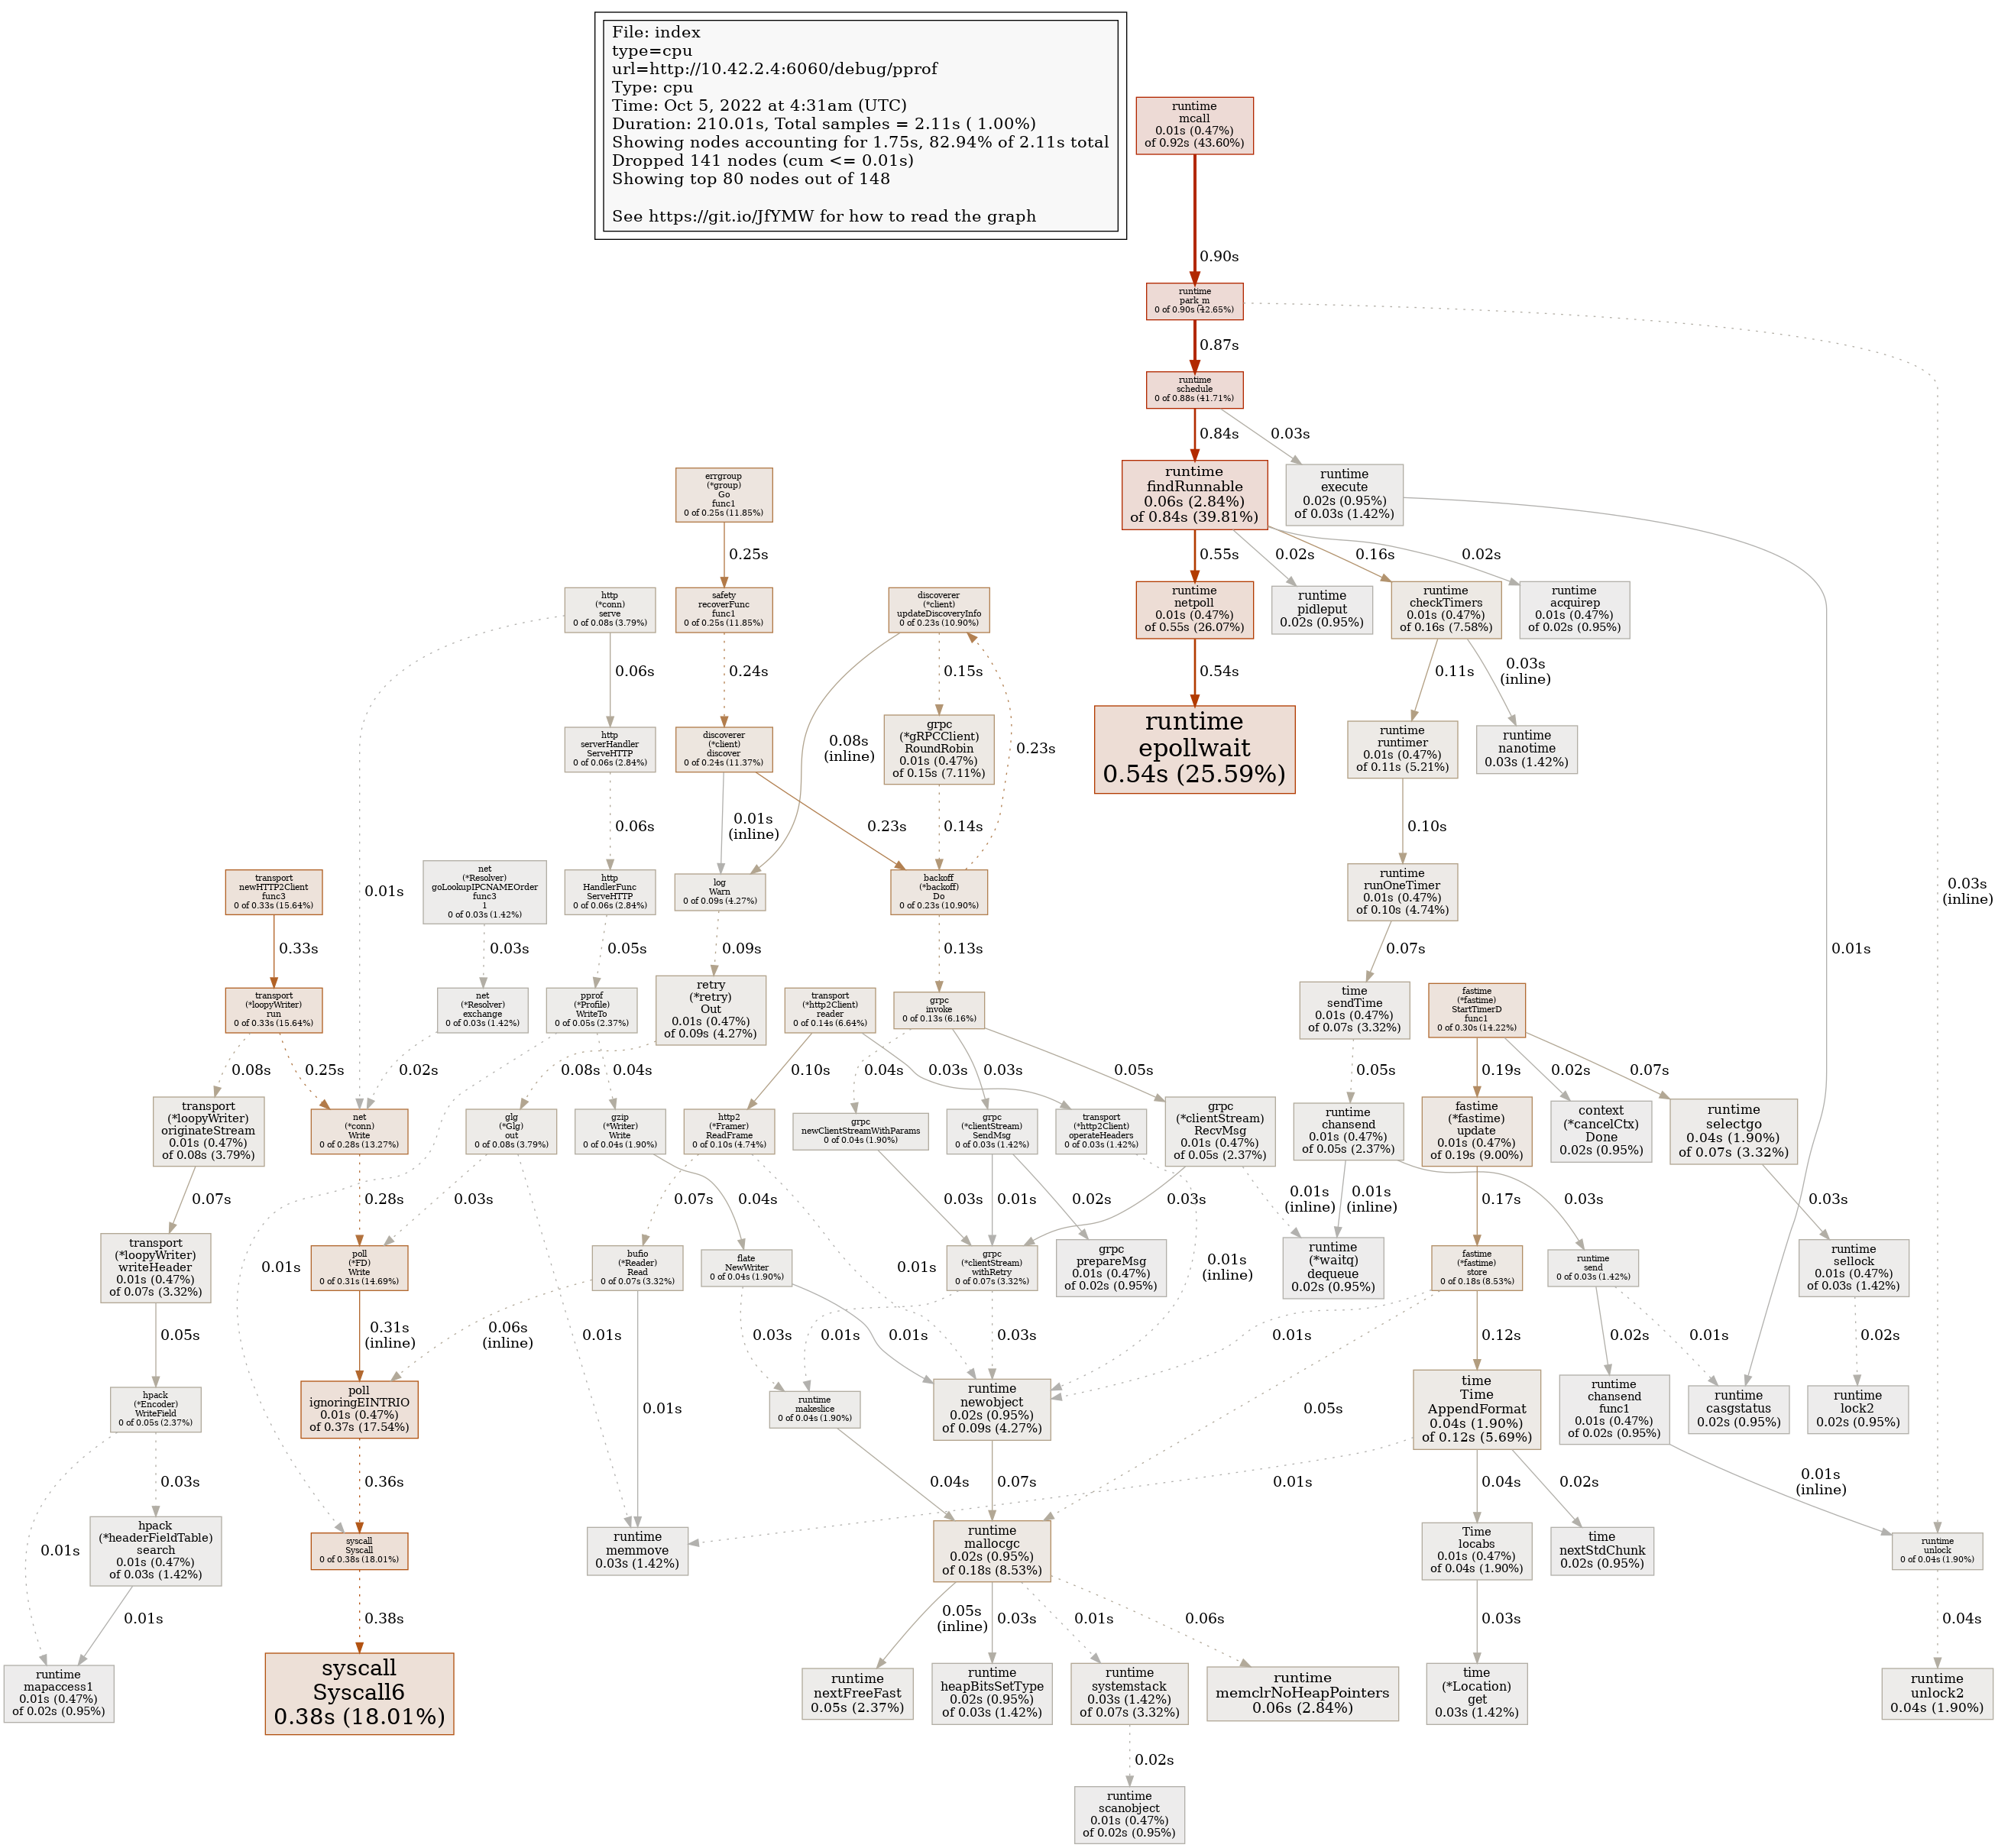 File: index
type=cpu
url=http://10.42.2.4:6060/debug/pprof
Type: cpu
Time: Oct 5, 2022 at 4:31am (UTC)
Duration: 210.01s, Total samples = 2.11s ( 1.00%)
Showing nodes accounting for 1.75s, 82.94% of 2.11s total
Dropped 141 nodes (cum <= 0.01s)
Showing top 80 nodes out of 148
See https://git.io/JfYMW for how to read the graph
runtime
mcall
0.01s (0.47%)
of 0.92s (43.60%)
0.90s
runtime
park_m
0 of 0.90s (42.65%)
0.87s
runtime
schedule
0 of 0.88s (41.71%)
0.84s
0.03s
errgroup
(*group)
Go
func1
0 of 0.25s (11.85%)
runtime
findRunnable
0.06s (2.84%)
of 0.84s (39.81%)
runtime
execute
0.02s (0.95%)
of 0.03s (1.42%)
0.25s
0.55s
0.02s
0.16s
0.02s
http
(*conn)
serve
0 of 0.08s (3.79%)
safety
recoverFunc
func1
0 of 0.25s (11.85%)
discoverer
(*client)
updateDiscoveryInfo
0 of 0.23s (10.90%)
runtime
netpoll
0.01s (0.47%)
of 0.55s (26.07%)
runtime
pidleput
0.02s (0.95%)
runtime
checkTimers
0.01s (0.47%)
of 0.16s (7.58%)
runtime
acquirep
0.01s (0.47%)
of 0.02s (0.95%)
0.06s
0.24s
0.15s
0.54s
0.11s
0.03s
(inline)
http
serverHandler
ServeHTTP
0 of 0.06s (2.84%)
discoverer
(*client)
discover
0 of 0.24s (11.37%)
0.08s
(inline)
grpc
(*gRPCClient)
RoundRobin
0.01s (0.47%)
of 0.15s (7.11%)
0.23s
runtime
epollwait
0.54s (25.59%)
runtime
runtimer
0.01s (0.47%)
of 0.11s (5.21%)
runtime
nanotime
0.03s (1.42%)
0.06s
0.01s
(inline)
0.23s
0.14s
0.10s
transport
newHTTP2Client
func3
0 of 0.33s (15.64%)
0.01s
net
(*Resolver)
goLookupIPCNAMEOrder
func3
1
0 of 0.03s (1.42%)
http
HandlerFunc
ServeHTTP
0 of 0.06s (2.84%)
log
Warn
0 of 0.09s (4.27%)
backoff
(*backoff)
Do
0 of 0.23s (10.90%)
runtime
runOneTimer
0.01s (0.47%)
of 0.10s (4.74%)
0.03s
(inline)
0.33s
0.03s
0.05s
0.09s
0.13s
0.07s
0.01s
transport
(*loopyWriter)
run
0 of 0.33s (15.64%)
net
(*Resolver)
exchange
0 of 0.03s (1.42%)
pprof
(*Profile)
WriteTo
0 of 0.05s (2.37%)
retry
(*retry)
Out
0.01s (0.47%)
of 0.09s (4.27%)
transport
(*http2Client)
reader
0 of 0.14s (6.64%)
grpc
invoke
0 of 0.13s (6.16%)
time
sendTime
0.01s (0.47%)
of 0.07s (3.32%)
fastime
(*fastime)
StartTimerD
func1
0 of 0.30s (14.22%)
0.08s
0.25s
0.02s
0.04s
0.08s
0.10s
0.03s
0.04s
0.03s
0.05s
0.05s
0.19s
0.02s
0.07s
transport
(*loopyWriter)
originateStream
0.01s (0.47%)
of 0.08s (3.79%)
net
(*conn)
Write
0 of 0.28s (13.27%)
glg
(*Glg)
out
0 of 0.08s (3.79%)
gzip
(*Writer)
Write
0 of 0.04s (1.90%)
http2
(*Framer)
ReadFrame
0 of 0.10s (4.74%)
grpc
newClientStreamWithParams
0 of 0.04s (1.90%)
grpc
(*clientStream)
SendMsg
0 of 0.03s (1.42%)
transport
(*http2Client)
operateHeaders
0 of 0.03s (1.42%)
grpc
(*clientStream)
RecvMsg
0.01s (0.47%)
of 0.05s (2.37%)
runtime
chansend
0.01s (0.47%)
of 0.05s (2.37%)
fastime
(*fastime)
update
0.01s (0.47%)
of 0.19s (9.00%)
context
(*cancelCtx)
Done
0.02s (0.95%)
runtime
selectgo
0.04s (1.90%)
of 0.07s (3.32%)
0.07s
0.28s
0.03s
0.04s
0.07s
0.03s
0.01s
0.02s
0.03s
0.01s
(inline)
0.01s
(inline)
0.03s
0.17s
0.03s
transport
(*loopyWriter)
writeHeader
0.01s (0.47%)
of 0.07s (3.32%)
0.01s
poll
(*FD)
Write
0 of 0.31s (14.69%)
bufio
(*Reader)
Read
0 of 0.07s (3.32%)
flate
NewWriter
0 of 0.04s (1.90%)
0.01s
grpc
(*clientStream)
withRetry
0 of 0.07s (3.32%)
grpc
prepareMsg
0.01s (0.47%)
of 0.02s (0.95%)
0.01s
(inline)
runtime
(*waitq)
dequeue
0.02s (0.95%)
fastime
(*fastime)
store
0 of 0.18s (8.53%)
runtime
send
0 of 0.03s (1.42%)
runtime
sellock
0.01s (0.47%)
of 0.03s (1.42%)
0.05s
0.31s
(inline)
0.06s
(inline)
0.01s
0.03s
0.01s
0.01s
0.03s
0.01s
0.12s
0.02s
0.01s
0.02s
hpack
(*Encoder)
WriteField
0 of 0.05s (2.37%)
poll
ignoringEINTRIO
0.01s (0.47%)
of 0.37s (17.54%)
0.01s
runtime
makeslice
0 of 0.04s (1.90%)
runtime
newobject
0.02s (0.95%)
of 0.09s (4.27%)
0.05s
time
Time
AppendFormat
0.04s (1.90%)
of 0.12s (5.69%)
runtime
chansend
func1
0.01s (0.47%)
of 0.02s (0.95%)
runtime
casgstatus
0.02s (0.95%)
runtime
lock2
0.02s (0.95%)
0.03s
0.36s
0.04s
0.07s
0.01s
0.04s
0.02s
0.01s
(inline)
0.01s
hpack
(*headerFieldTable)
search
0.01s (0.47%)
of 0.03s (1.42%)
syscall
Syscall
0 of 0.38s (18.01%)
runtime
memmove
0.03s (1.42%)
runtime
mallocgc
0.02s (0.95%)
of 0.18s (8.53%)
Time
locabs
0.01s (0.47%)
of 0.04s (1.90%)
time
nextStdChunk
0.02s (0.95%)
runtime
unlock
0 of 0.04s (1.90%)
0.01s
0.38s
0.05s
(inline)
0.03s
0.01s
0.06s
0.03s
0.04s
runtime
mapaccess1
0.01s (0.47%)
of 0.02s (0.95%)
syscall
Syscall6
0.38s (18.01%)
runtime
nextFreeFast
0.05s (2.37%)
runtime
heapBitsSetType
0.02s (0.95%)
of 0.03s (1.42%)
runtime
systemstack
0.03s (1.42%)
of 0.07s (3.32%)
runtime
memclrNoHeapPointers
0.06s (2.84%)
time
(*Location)
get
0.03s (1.42%)
runtime
unlock2
0.04s (1.90%)
0.02s
runtime
scanobject
0.01s (0.47%)
of 0.02s (0.95%)